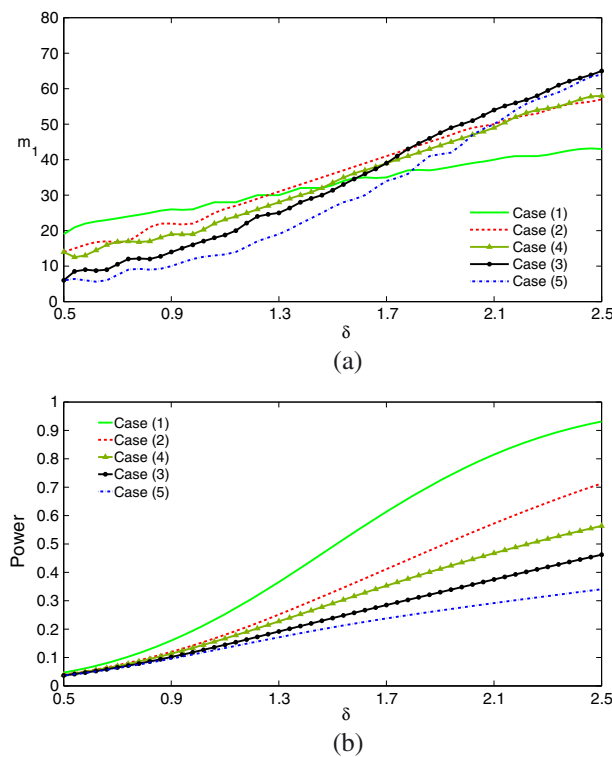 80
70
60
50
40
30
20
10
0
m1
0.5 0.9 1.3 1.7 2.1 2.5
δ
Case (1)
Case (2)
Case (4)
Case (3)
Case (5)
(a)
1
0.9
0.8
0.7
0.6
0.5
0.4
0.3
0.2
0.1
0
Power
Case (1)
Case (2)
Case (4)
Case (3)
Case (5)
0.5 0.9 1.3 1.7 2.1 2.5
δ
(b)